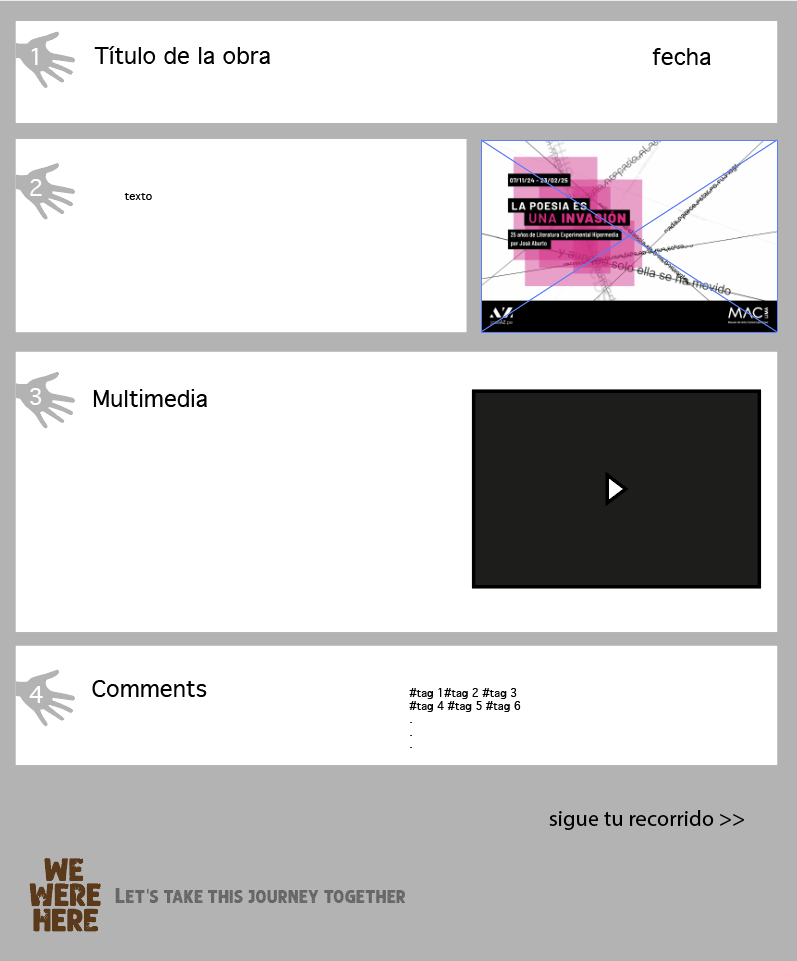 1 Título de la obra fecha
2 texto
07/11/24 - 23/02/25
LA POESIA ES
UNA INVASIÓN
25 años de Literatura Experimental Hipermedia
por José Aburto
solo ella se ha movido
MAC LIMA
3 Multimedia
4 Comments
#tag 1#tag 2 #tag 3
#tag 4 #tag 5 #tag 6
.
.
.
sigue tu recorrido >>
WE
WERE
HERE
LET'S TAKE THIS JOURNEY TOGETHER